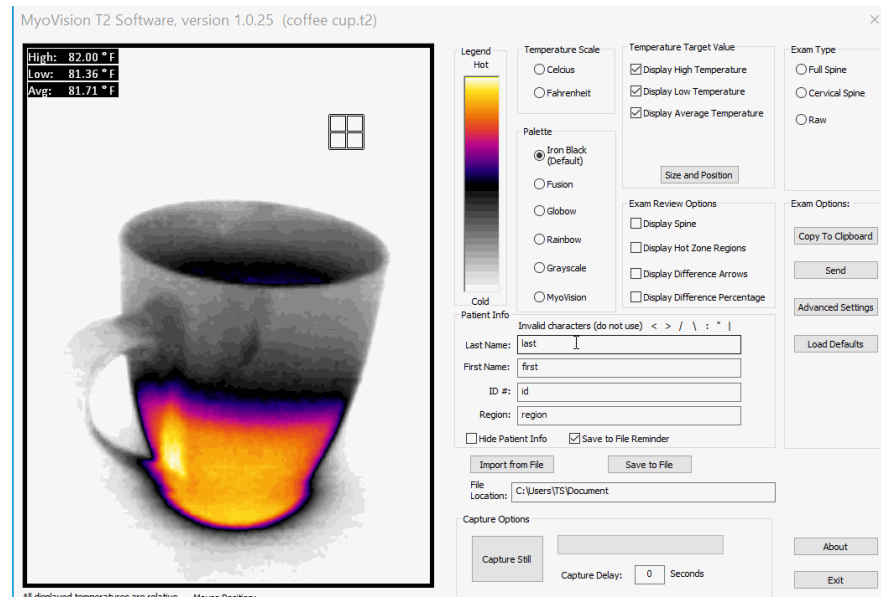 MyoVision T2 Software, version 1.0.25 (coffee cup.t2)
High: 82.00 ° F
Low: 81.36 ° F
Avg: 81.71 ° F
Legend
Hot
Cold
Temperature Scale
Celcius
Fahrenheit
Palette
Iron Black
(Default)
Fusion
Globow
Rainbow
Grayscale
MyoVision
Temperature Target Value
Display High Temperature
Display Low Temperature
Display Average Temperature
Size and Position
Exam Review Options
Display Spine
Display Hot Zone Regions
Display Difference Arrows
Display Difference Percentage
Exam Type
Full Spine
Cervical Spine
Raw
Exam Options:
Copy To Clipboard
Send
Advanced Settings
Load Defaults
Patient Info
Invalid characters (do not use) < > / \ : " |
Last Name: last
First Name: first
ID #: id
Region: region
Hide Patient Info Save to File Reminder
Import from File Save to File
File
Location: C:\Users\TS\Document
Capture Options
Capture Still
Capture Delay: 0 Seconds
About
Exit
All displayed temperatures are relative Mouse Position: